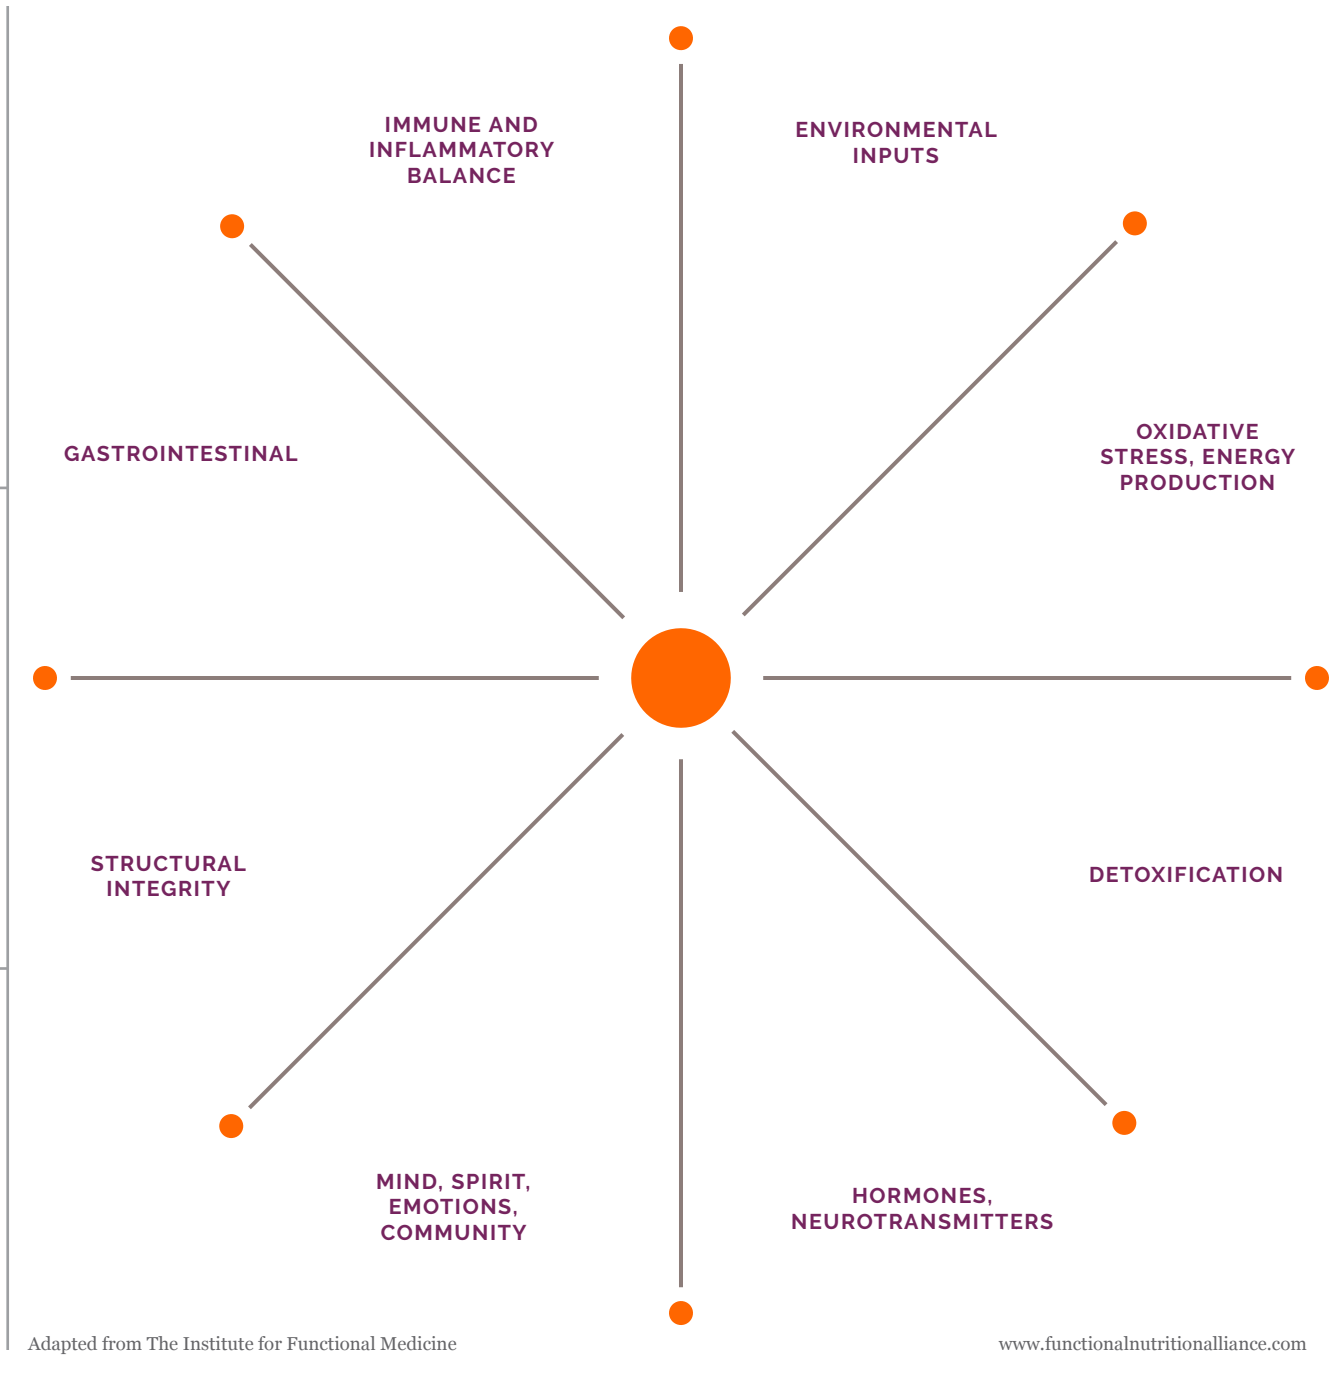 IMMUNE AND
INFLAMMATORY
BALANCE
ENVIRONMENTAL
INPUTS
GASTROINTESTINAL
OXIDATIVE
STRESS, ENERGY
PRODUCTION
STRUCTURAL
INTEGRITY
DETOXIFICATION
MIND, SPIRIT,
EMOTIONS,
COMMUNITY
HORMONES,
NEUROTRANSMITTERS
Adapted from The Institute for Functional Medicine
www.functionalnutritionalliance.com